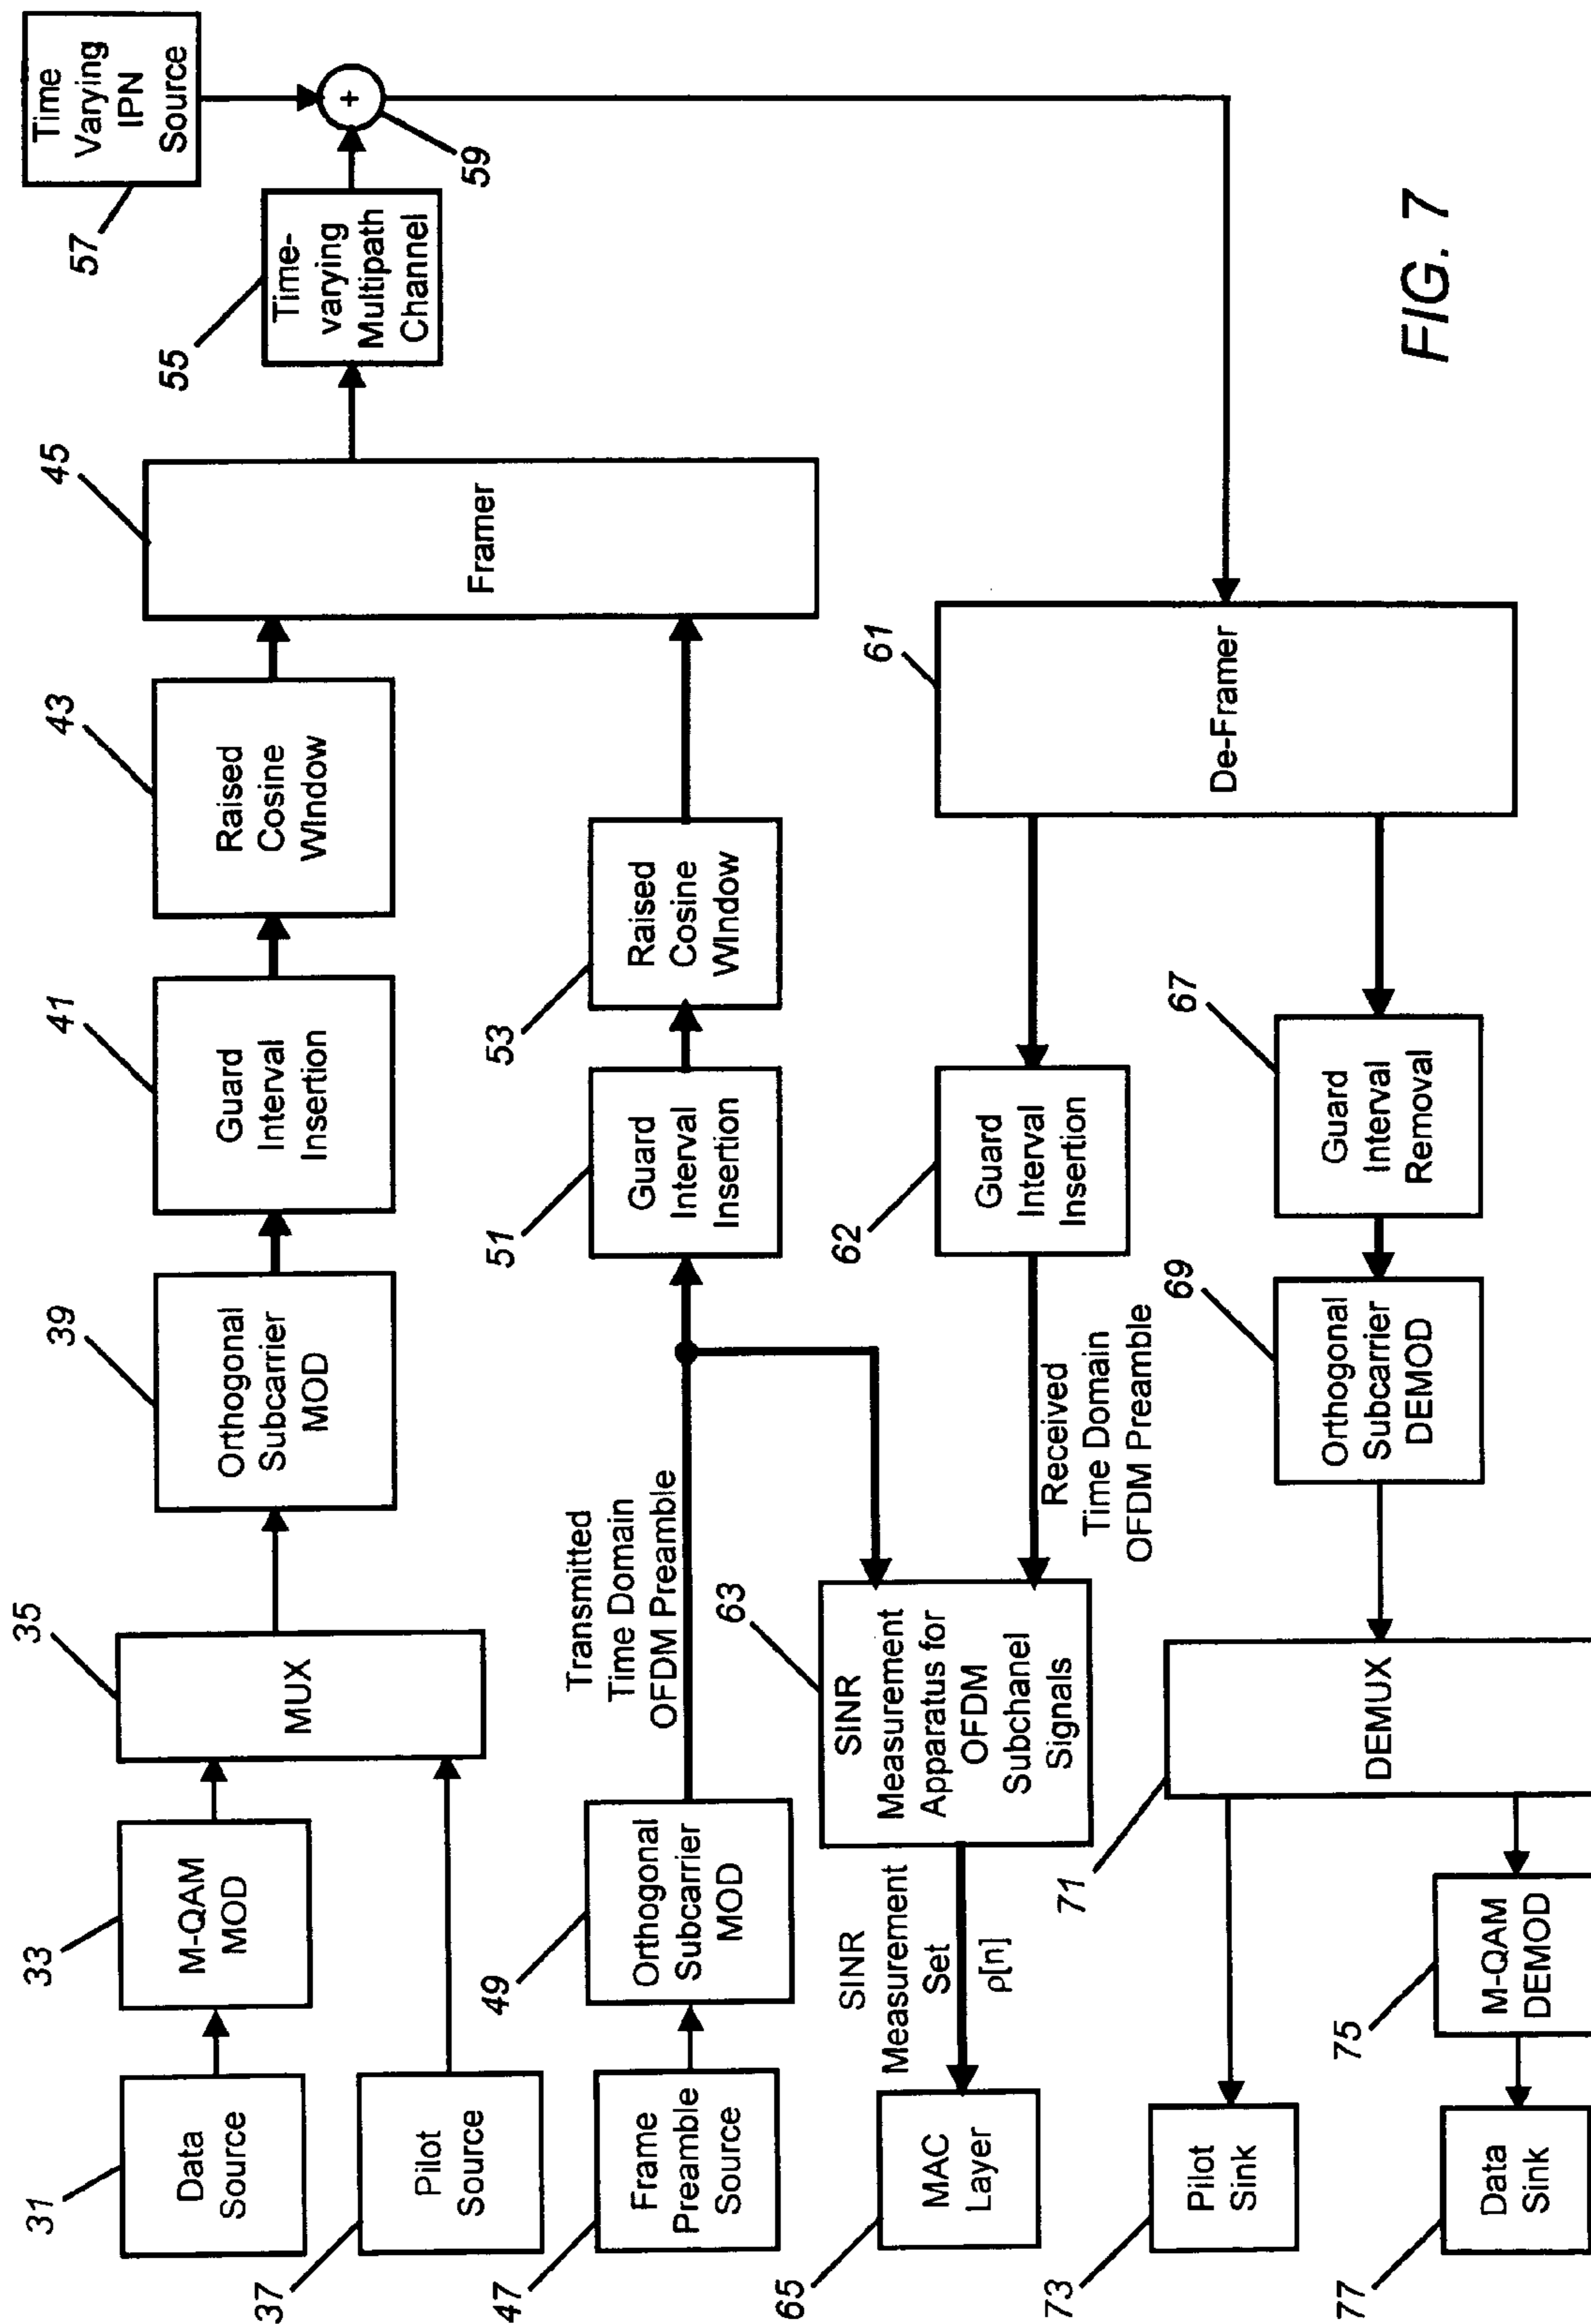 31
Data
Source
33
M-QAM
MOD
35
MUX
37
Pilot
Source
39
Orthogonal
Subcarrier
MOD
41
Guard
Interval
Insertion
43
Raised
Cosine
WIndow
45
Framer
47
Frame
Preamble
Source
49
Orthogonal
Subcarrier
MOD
Transmitted
Time Domain
OFDM Preamble
51
Guard
Interval
Insertion
53
Raised
Cosine
WIndow
55
Time-
varying
Multipath
Channel
57
Time
Varying
IPN
Source
+
59
61
De-Framer
62
Guard
Interval
Insertion
Received
Time Domain
OFDM Preamble
63
SINR
Measurement
Apparatus for
OFDM
Subchanel
Signals
SINR
Measurement
Set
ρ[n]
65
MAC
Layer
67
Guard
Interval
Removal
69
Orthogonal
Subcarrier
DEMOD
71
DEMUX
73
Pilot
Sink
75
M-QAM
DEMOD
77
Data
Sink
FIG. 7